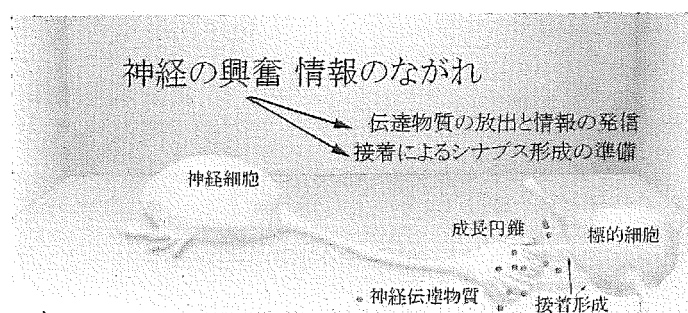 神経の興奮 情報のながれ
伝達物質の放出と情報の発信
接着によるシナプス形成の準備
神経細胞
成長円錐
標的細胞
神経伝達物質
接着形成